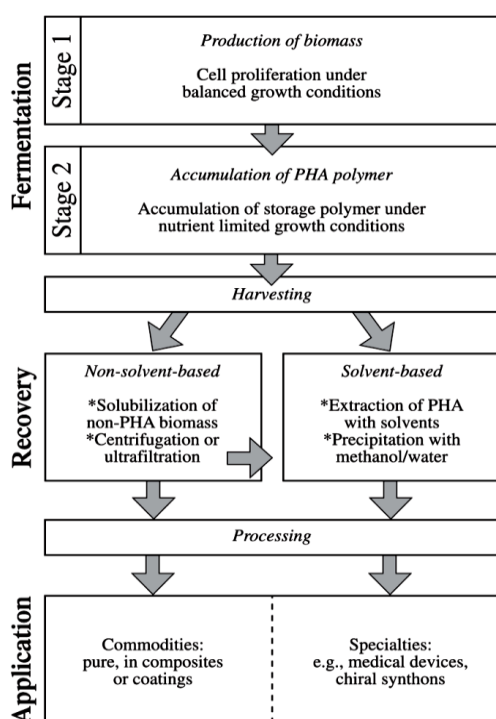 Fermentation
Stage 1
Production of biomass
Cell proliferation under
balanced growth conditions
Stage 2
Accumulation of PHA polymer
Accumulation of storage polymer under
nutrient limited growth conditions
Harvesting
Recovery
Non-solvent-based
*Solubilization of
non-PHA biomass
*Centrifugation or
ultrafiltration
Solvent-based
*Extraction of PHA
with solvents
*Precipitation with
methanol/water
Processing
Application
Commodities:
pure, in composites
or coatings
Specialties:
e.g., medical devices,
chiral synthons